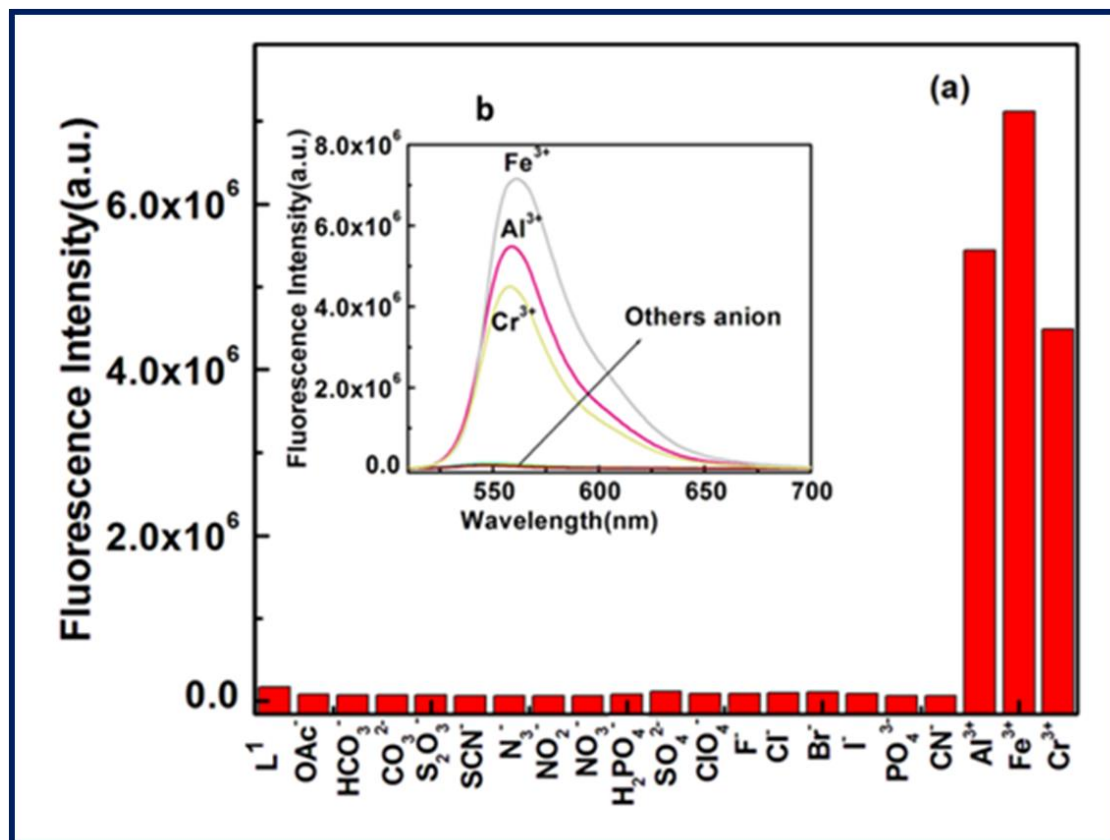 (a)
Fluorescence Intensity(a.u.)
6.0x10⁶
4.0x10⁶
2.0x10⁶
0.0
b
Fluorescence Intensity(a.u.)
8.0x10⁶
6.0x10⁶
4.0x10⁶
2.0x10⁶
0.0
Fe³⁺
Al³⁺
Cr³⁺
Others anion
550 600 650 700
Wavelength(nm)
L¹ OAc⁻ HCO₃⁻ CO₃²⁻ S₂O₃⁻ SCN⁻ N₃⁻ NO₂⁻ NO₃⁻ H₂PO₄⁻ SO₄²⁻ ClO₄⁻ F⁻ Cl⁻ Br⁻ I⁻ PO₄³⁻ CN⁻ Al³⁺ Fe³⁺ Cr³⁺